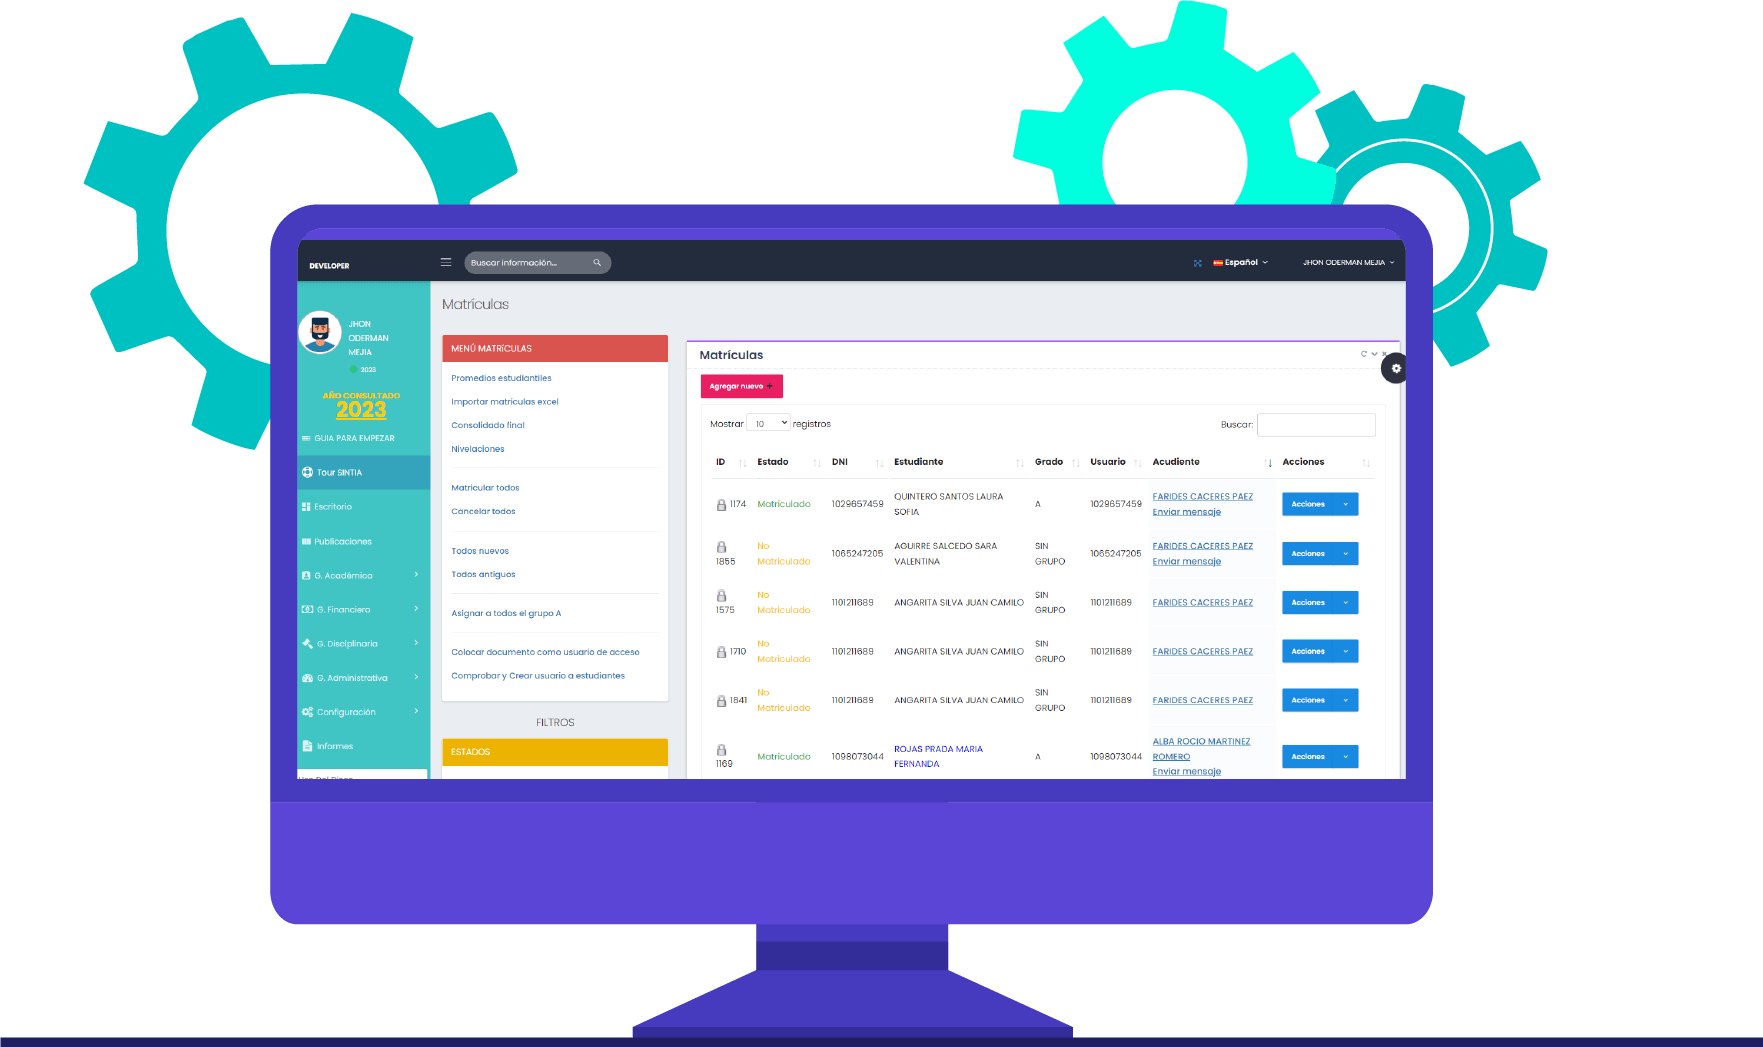 DEVELOPER
Buscar información...
Español
JHON ODERMAN MEJIA
JHON
ODERMAN
MEJIA
2023
AÑO CONSULTADO
2023
GUIA PARA EMPEZAR
Tour SINTIA
Escritorio
Publicaciones
G. Académica
G. Financiero
G. Disciplinaria
G. Administrativa
Configuración
Informes
Matrículas
MENÚ MATRÍCULAS
Promedios estudiantiles
Importar matrículas excel
Consolidado final
Nivelaciones
Matricular todos
Cancelar todos
Todos nuevos
Todos antiguos
Asignar a todos el grupo A
Colocar documento como usuario de acceso
Comprobar y Crear usuario a estudiantes
FILTROS
ESTADOS
Matrículas
Agregar nuevo +
Mostrar 10 registros
Buscar:
ID Estado DNI Estudiante Grado Usuario Acudiente Acciones
1174 Matriculado 1029657459 QUINTERO SANTOS LAURA SOFIA A 1029657459 FARIDES CACERES PAEZ Enviar mensaje Acciones
1855 No Matriculado 1065247205 AGUIRRE SALCEDO SARA VALENTINA SIN GRUPO 1065247205 FARIDES CACERES PAEZ Enviar mensaje Acciones
1575 No Matriculado 1101211689 ANGARITA SILVA JUAN CAMILO SIN GRUPO 1101211689 FARIDES CACERES PAEZ Acciones
1710 No Matriculado 1101211689 ANGARITA SILVA JUAN CAMILO SIN GRUPO 1101211689 FARIDES CACERES PAEZ Acciones
1841 No Matriculado 1101211689 ANGARITA SILVA JUAN CAMILO SIN GRUPO 1101211689 FARIDES CACERES PAEZ Acciones
1169 Matriculado 1098073044 ROJAS PRADA MARIA FERNANDA A 1098073044 ALBA ROCIO MARTINEZ ROMERO Enviar mensaje Acciones